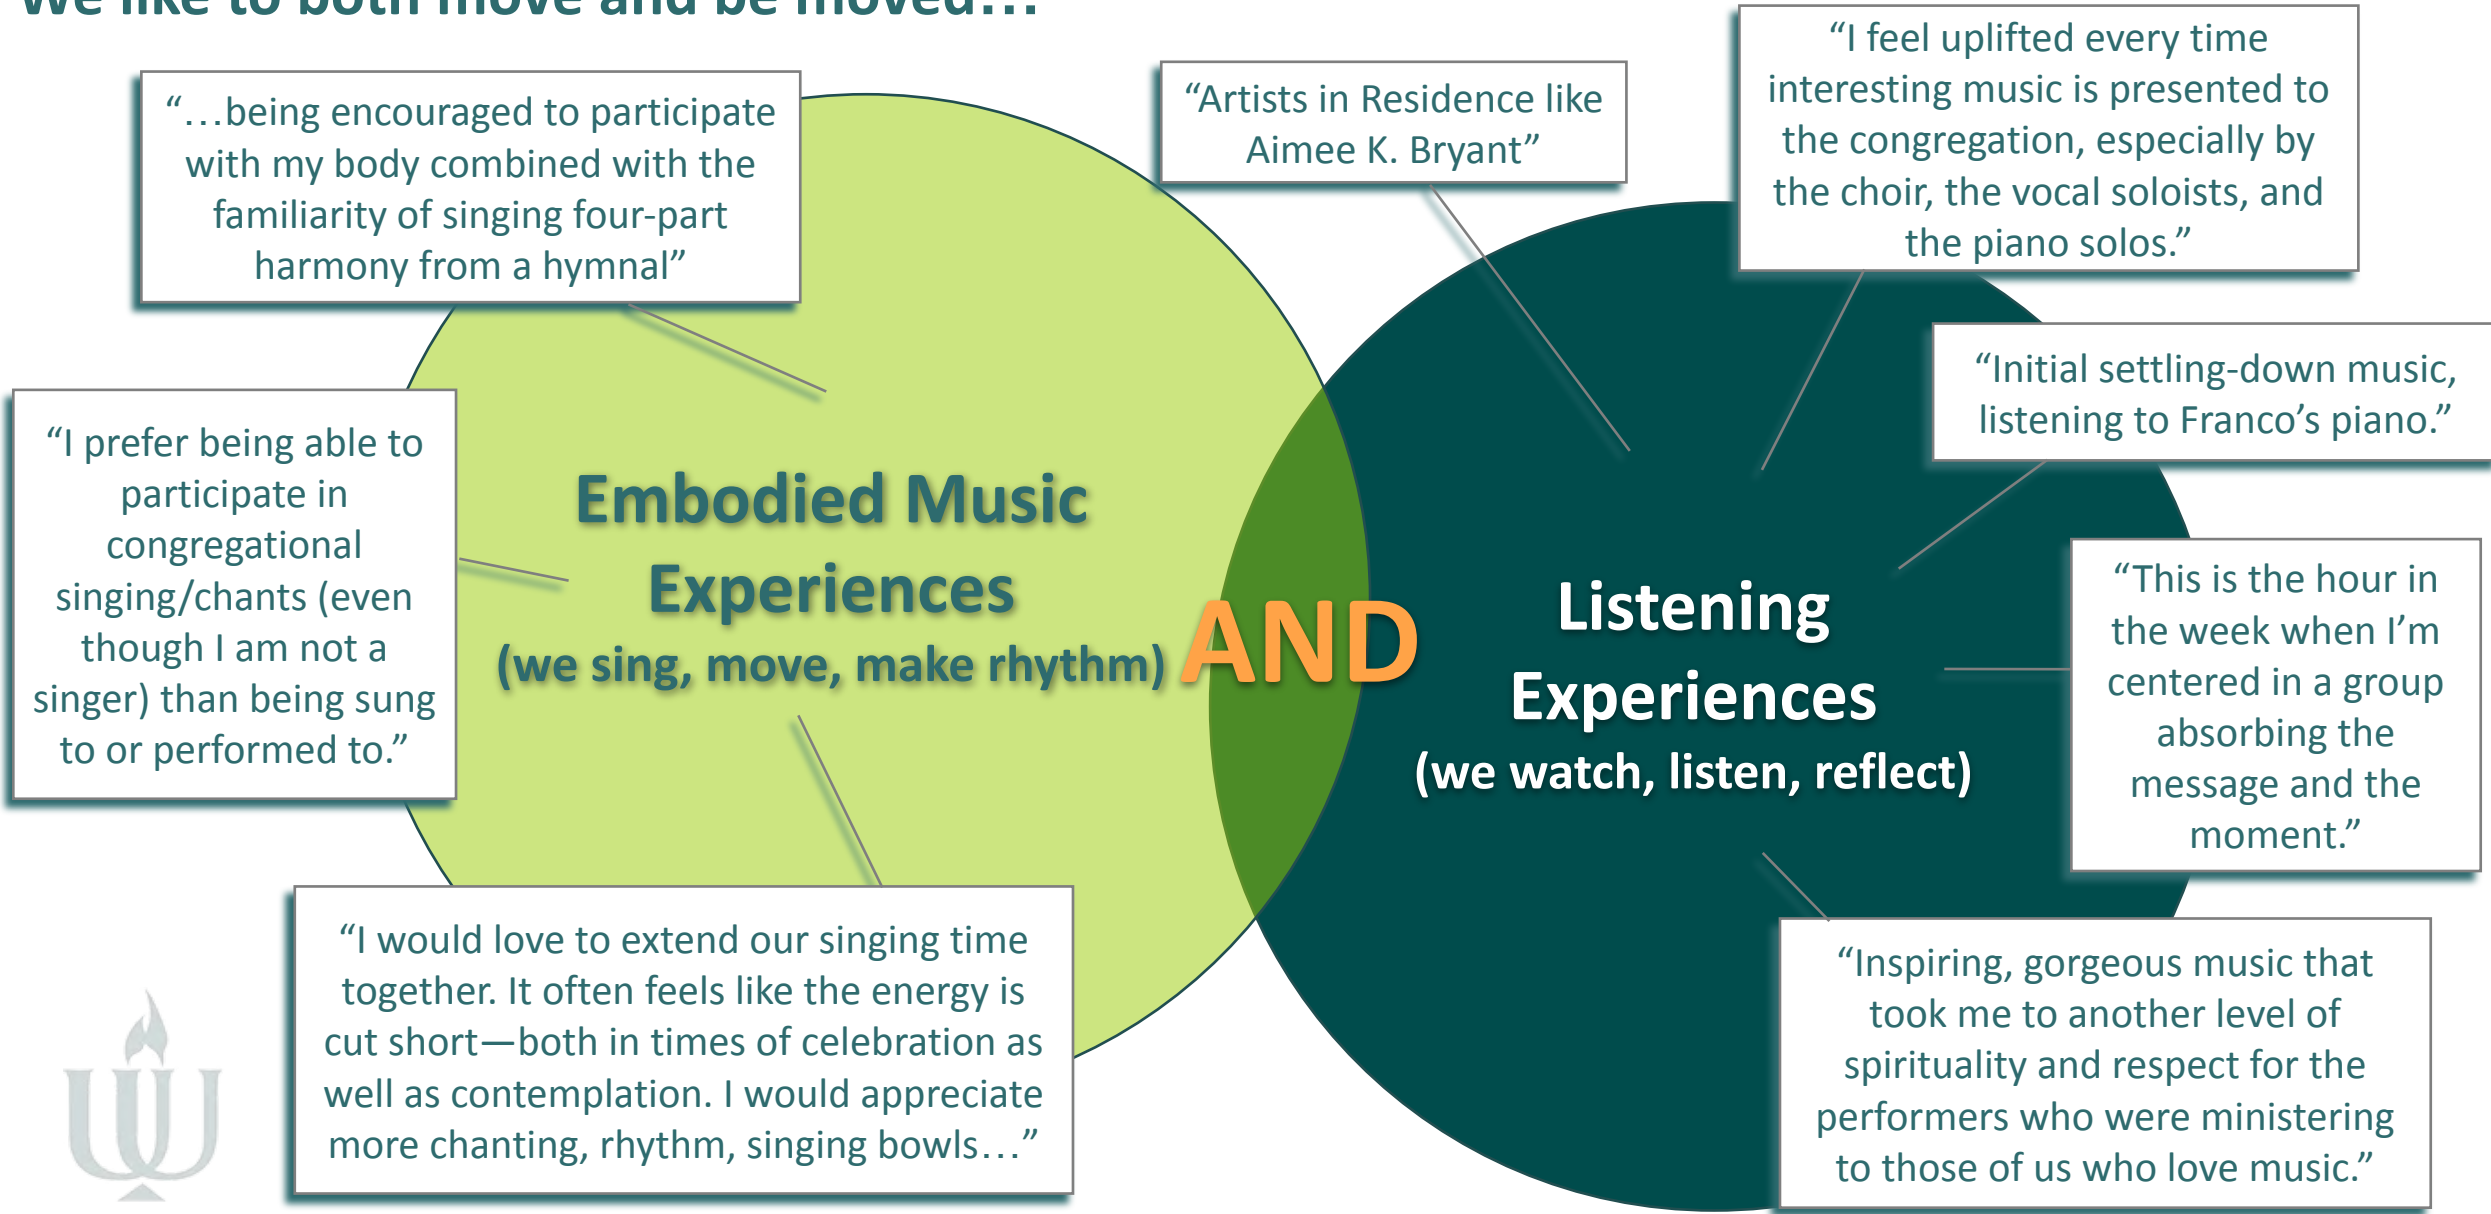 We like to both move and be moved…
“…being encouraged to participate
with my body combined with the
familiarity of singing four-part
harmony from a hymnal”
“Artists in Residence like
Aimee K. Bryant”
“I feel uplifted every time
interesting music is presented to
the congregation, especially by
the choir, the vocal soloists, and
the piano solos.”
“Initial settling-down music,
listening to Franco’s piano.”
“I prefer being able to
participate in
congregational
singing/chants (even
though I am not a
singer) than being sung
to or performed to.”
Embodied Music
Experiences
(we sing, move, make rhythm)
AND
Listening
Experiences
(we watch, listen, reflect)
“This is the hour in
the week when I’m
centered in a group
absorbing the
message and the
moment.”
“I would love to extend our singing time
together. It often feels like the energy is
cut short—both in times of celebration as
well as contemplation. I would appreciate
more chanting, rhythm, singing bowls…”
“Inspiring, gorgeous music that
took me to another level of
spirituality and respect for the
performers who were ministering
to those of us who love music.”